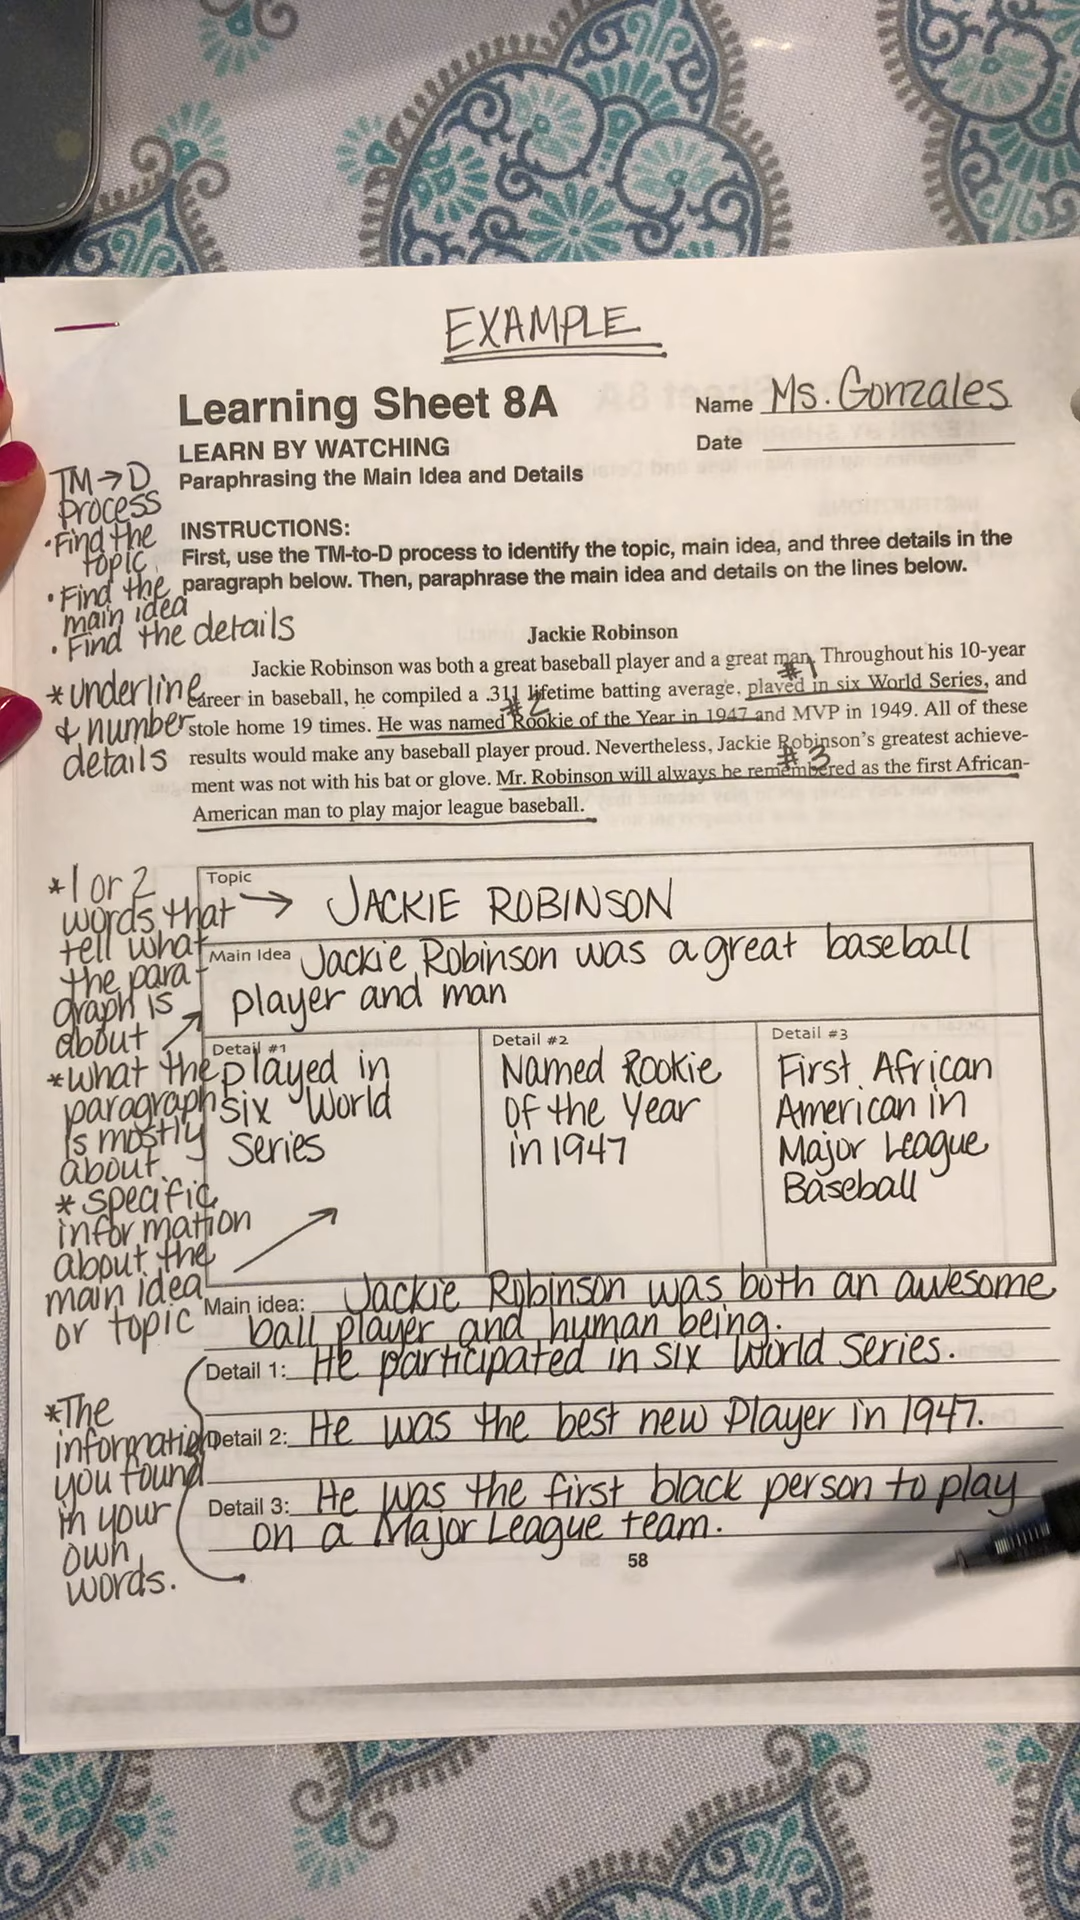 EXAMPLE
Learning Sheet 8A
Name Ms. Gonzales
LEARN BY WATCHING
Date
Paraphrasing the Main Idea and Details
TM→D
Process
• Find the
topic.
• Find the
main idea
• Find the details
INSTRUCTIONS:
First, use the TM-to-D process to identify the topic, main idea, and three details in the
paragraph below. Then, paraphrase the main idea and details on the lines below.
Jackie Robinson
Jackie Robinson was both a great baseball player and a great man. Throughout his 10-year
#1
career in baseball, he compiled a .311 lifetime batting average, played in six World Series, and
#2
stole home 19 times. He was named Rookie of the Year in 1947 and MVP in 1949. All of these
results would make any baseball player proud. Nevertheless, Jackie Robinson's greatest achieve-
#3
ment was not with his bat or glove. Mr. Robinson will always be remembered as the first African-
American man to play major league baseball.
* underline
& number
details
* 1 or 2
words that
tell what
the para-
graph is
about
* what the
paragraph
is mostly
about.
* specific
information
about the
main idea
or topic
Topic → JACKIE ROBINSON
Main Idea Jackie Robinson was a great baseball
player and man
Detail #1
played in
six World
Series
Detail #2
Named Rookie
of the Year
in 1947
Detail #3
First African
American in
Major League
Baseball
Main idea: Jackie Robinson was both an awesome
ball player and human being.
Detail 1: He participated in six World Series.
Detail 2: He was the best new Player in 1947.
Detail 3: He was the first black person to play
on a Major League team.
* The
information
you found
in your
own
words.
58